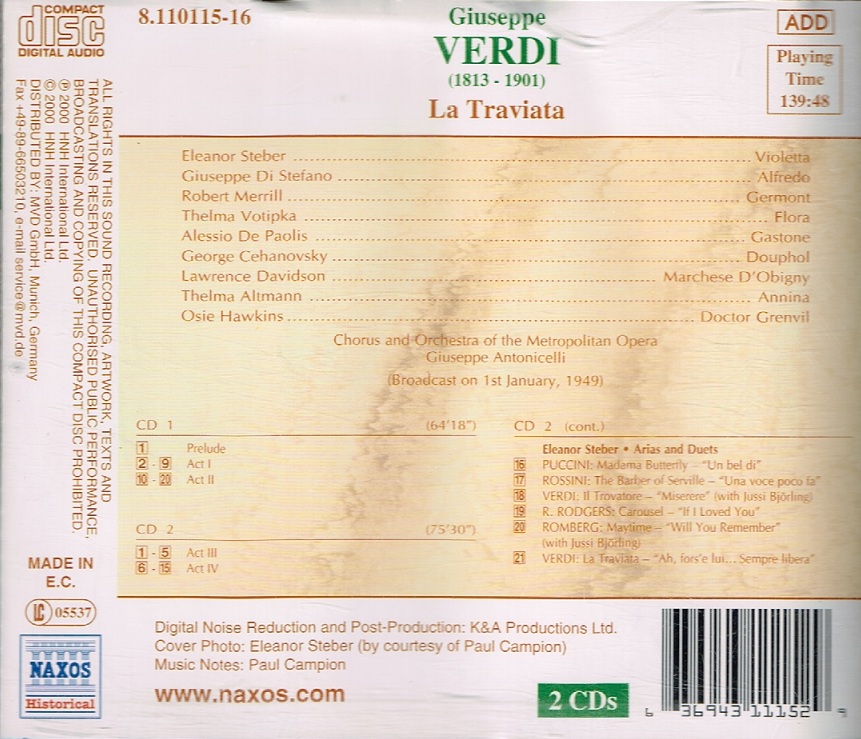 COMPACT
disc
DIGITAL AUDIO
8.110115-16
Giuseppe
VERDI
(1813 - 1901)
La Traviata
ADD
Playing
Time
139:48
ALL RIGHTS IN THIS SOUND RECORDING, ARTWORK, TEXTS AND
TRANSLATIONS RESERVED. UNAUTHORISED PUBLIC PERFORMANCE,
BROADCASTING AND COPYING OF THIS COMPACT DISC PROHIBITED.
℗ 2000 HNH International Ltd.
© 2000 HNH International Ltd.
DISTRIBUTED BY: MVD GmbH, Munich, Germany
Fax +49-89-66503210, e-mail service@mvd.de
Eleanor Steber ........ Violetta
Giuseppe Di Stefano ........ Alfredo
Robert Merrill ........ Germont
Thelma Votipka ........ Flora
Alessio De Paolis ........ Gastone
George Cehanovsky ........ Douphol
Lawrence Davidson ........ Marchese D'Obigny
Thelma Altmann ........ Annina
Osie Hawkins ........ Doctor Grenvil
Chorus and Orchestra of the Metropolitan Opera
Giuseppe Antonicelli
(Broadcast on 1st January, 1949)
CD 1 (64'18")
1 Prelude
2 - 9 Act I
10 - 20 Act II
CD 2 (75'30")
1 - 5 Act III
6 - 15 Act IV
CD 2 (cont.)
Eleanor Steber • Arias and Duets
16 PUCCINI: Madama Butterfly – "Un bel di"
17 ROSSINI: The Barber of Serville – "Una voce poco fa"
18 VERDI: Il Trovatore – "Miserere" (with Jussi Björling)
19 R. RODGERS: Carousel – "If I Loved You"
20 ROMBERG: Maytime – "Will You Remember"
(with Jussi Björling)
21 VERDI: La Traviata – "Ah, fors'e lui... Sempre libera"
MADE IN
E.C.
LC 05537
NAXOS
Historical
Digital Noise Reduction and Post-Production: K&A Productions Ltd.
Cover Photo: Eleanor Steber (by courtesy of Paul Campion)
Music Notes: Paul Campion
www.naxos.com
2 CDs
6 36943 11152 9